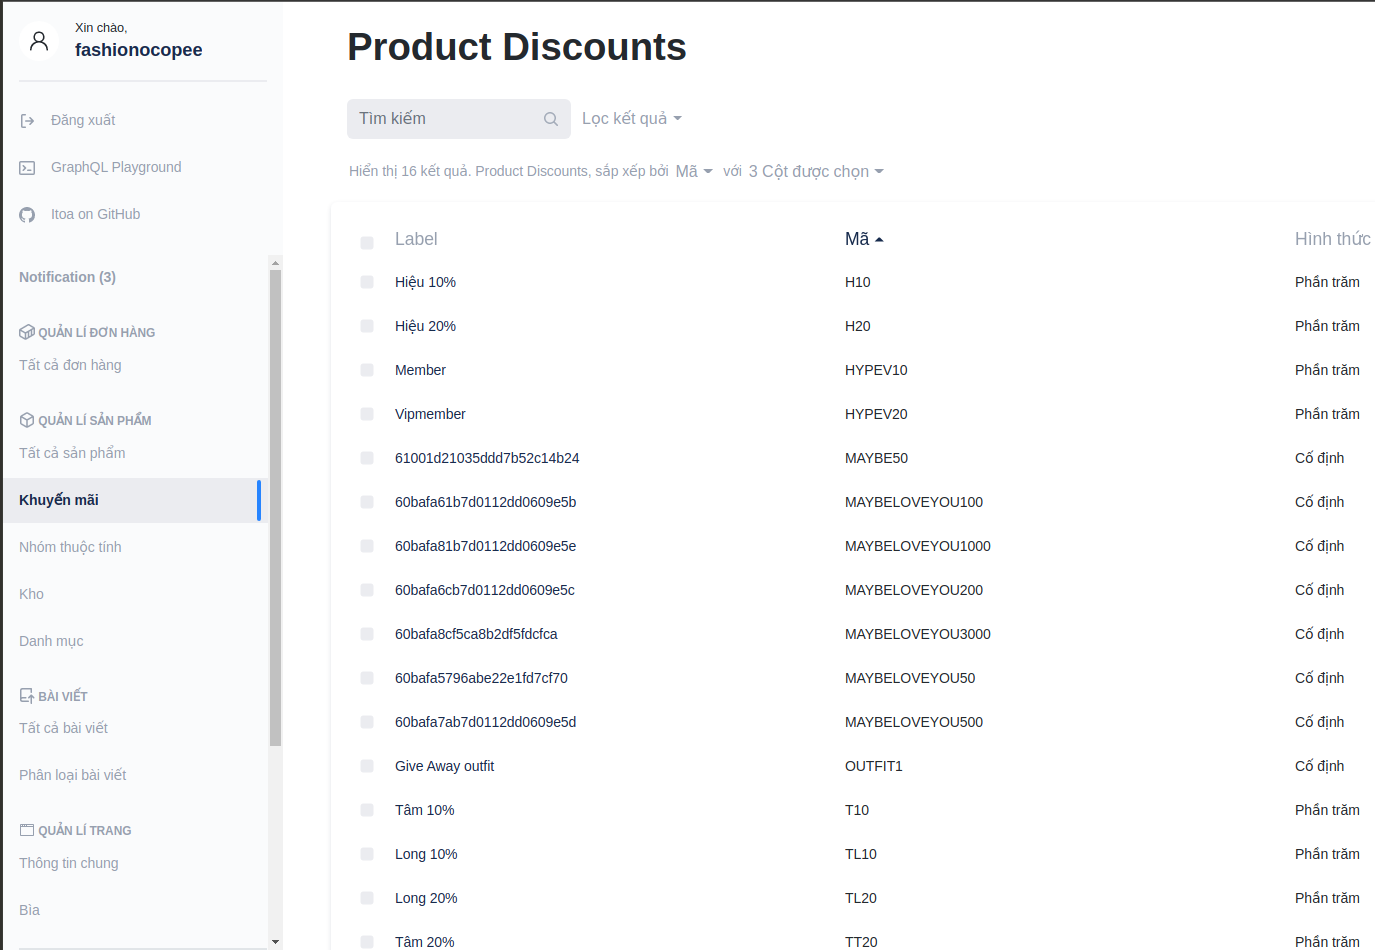 Xin chào,
fashionocopee
Đăng xuất
GraphQL Playground
Itoa on GitHub
Notification (3)
QUẢN LÍ ĐƠN HÀNG
Tất cả đơn hàng
QUẢN LÍ SẢN PHẨM
Tất cả sản phẩm
Khuyến mãi
Nhóm thuộc tính
Kho
Danh mục
BÀI VIẾT
Tất cả bài viết
Phân loại bài viết
QUẢN LÍ TRANG
Thông tin chung
Bìa
Product Discounts
Tìm kiếm Lọc kết quả
Hiển thị 16 kết quả. Product Discounts, sắp xếp bởi Mã với 3 Cột được chọn
Label Mã Hình thức
Hiệu 10% H10 Phần trăm
Hiệu 20% H20 Phần trăm
Member HYPEV10 Phần trăm
Vipmember HYPEV20 Phần trăm
61001d21035ddd7b52c14b24 MAYBE50 Cố định
60bafa61b7d0112dd0609e5b MAYBELOVEYOU100 Cố định
60bafa81b7d0112dd0609e5e MAYBELOVEYOU1000 Cố định
60bafa6cb7d0112dd0609e5c MAYBELOVEYOU200 Cố định
60bafa8cf5ca8b2df5fdcfca MAYBELOVEYOU3000 Cố định
60bafa5796abe22e1fd7cf70 MAYBELOVEYOU50 Cố định
60bafa7ab7d0112dd0609e5d MAYBELOVEYOU500 Cố định
Give Away outfit OUTFIT1 Cố định
Tâm 10% T10 Phần trăm
Long 10% TL10 Phần trăm
Long 20% TL20 Phần trăm
Tâm 20% TT20 Phần trăm